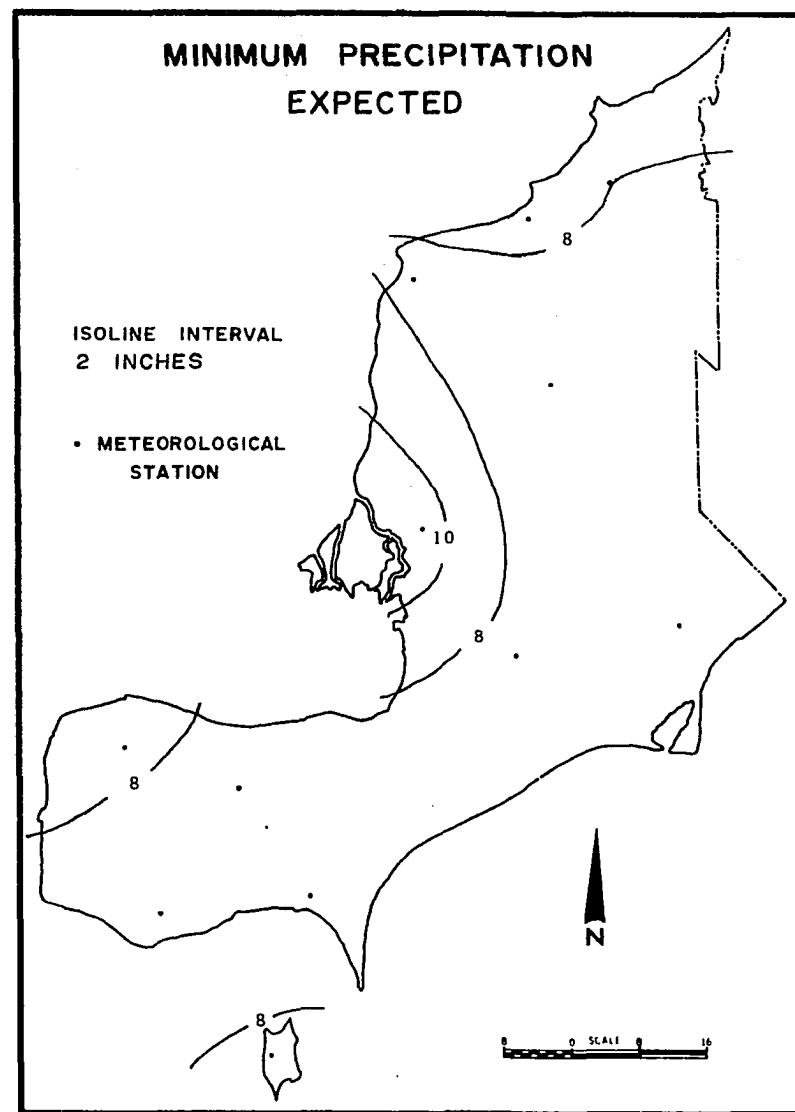 MINIMUM PRECIPITATION
EXPECTED
8
ISOLINE INTERVAL
2 INCHES
• METEOROLOGICAL
STATION
10
8
8
N
8 0 SCALE 8 16
8